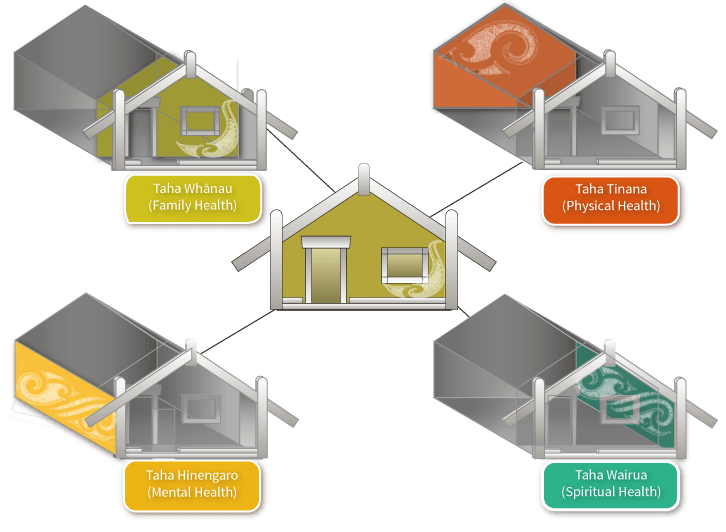 Taha Whānau
(Family Health)
Taha Tinana
(Physical Health)
Taha Hinengaro
(Mental Health)
Taha Wairua
(Spiritual Health)